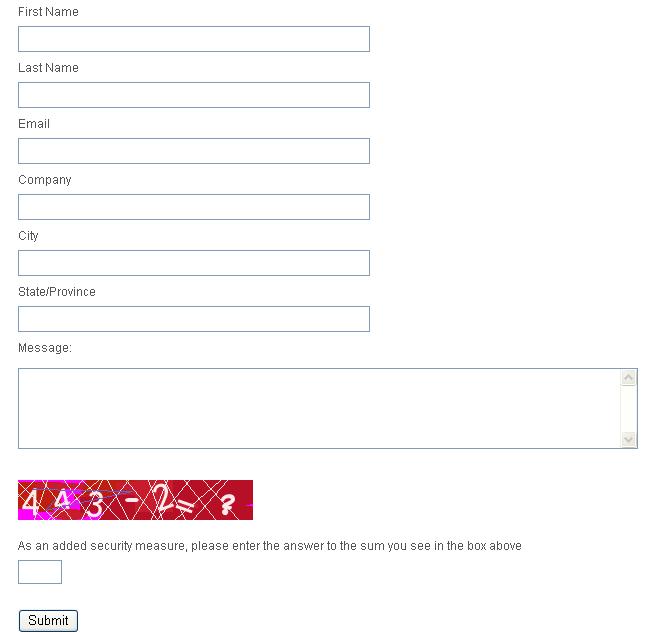 First Name
Last Name
Email
Company
City
State/Province
Message:
443-2=?
As an added security measure, please enter the answer to the sum you see in the box above
Submit